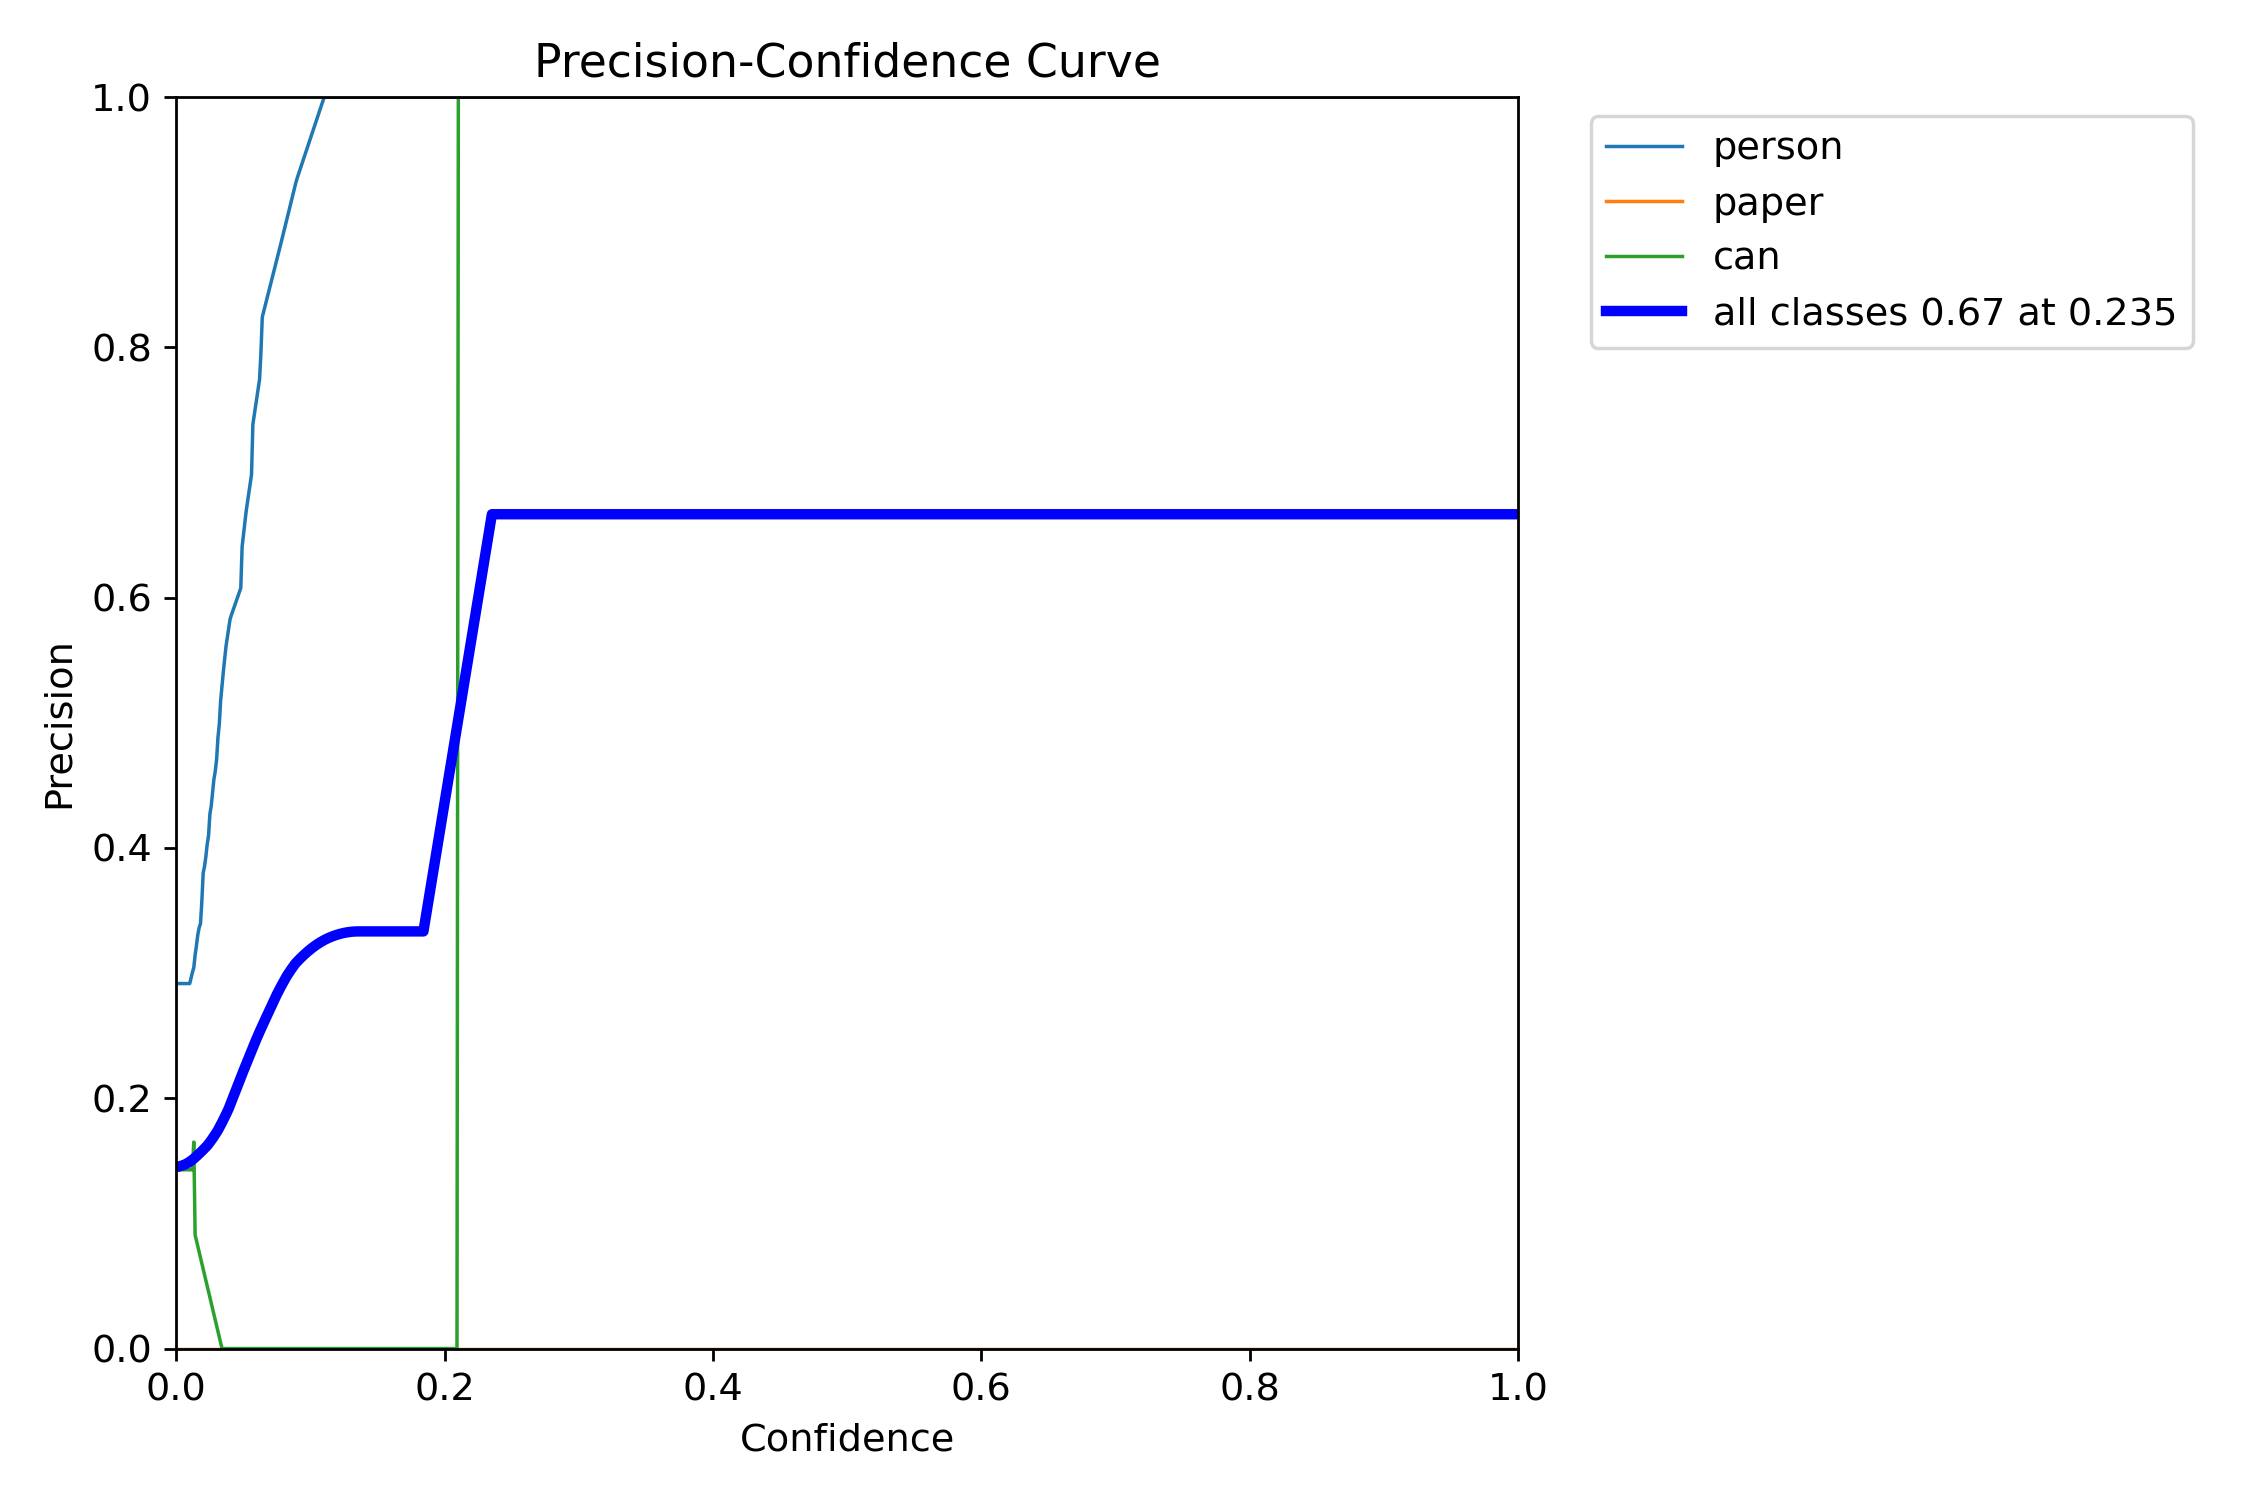 Precision-Confidence Curve
1.0
0.8
0.6
0.4
0.2
0.0
Precision
0.0 0.2 0.4 0.6 0.8 1.0
Confidence
person
paper
can
all classes 0.67 at 0.235